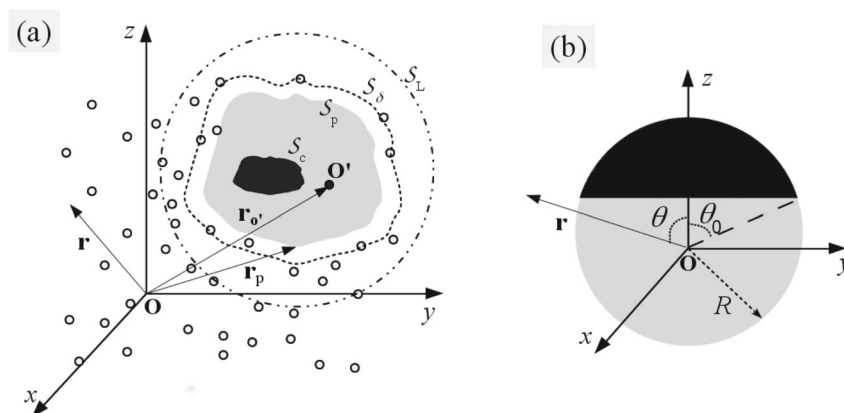 (a)
z
S_L
S_δ
S_p
S_c
O'
r_o'
r
r_p
O
y
x
(b)
z
r
θ
θ_0
O
y
R
x